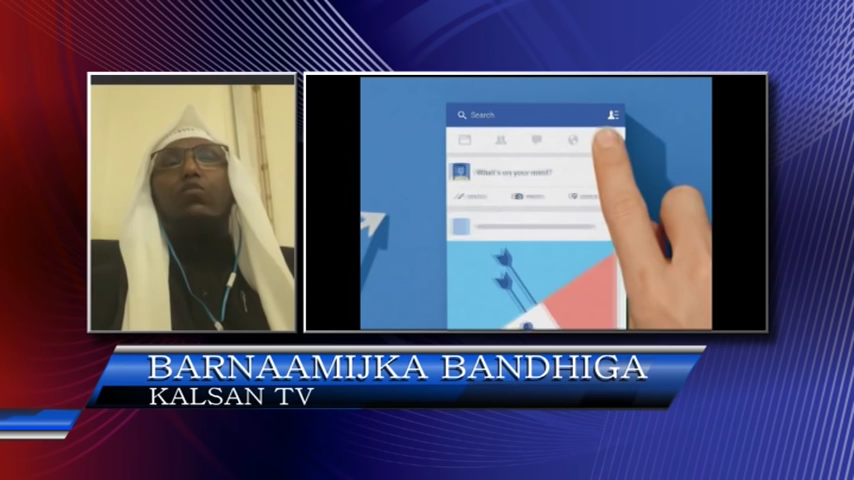 Search
What's on your mind?
BARNAAMIJKA BANDHIGA
KALSAN TV